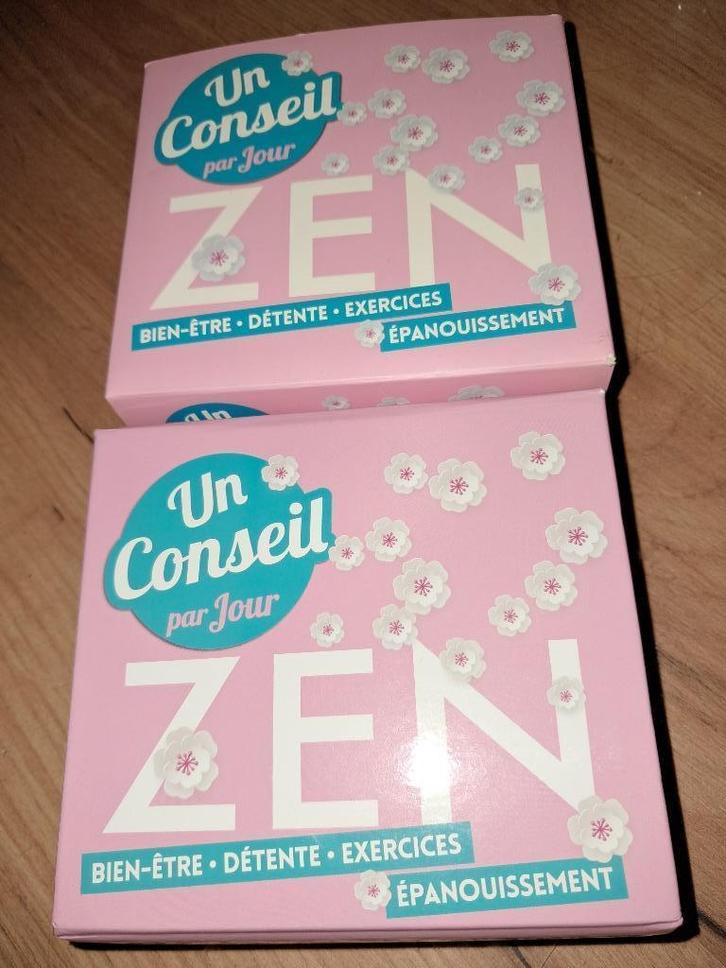 Un
Conseil
par Jour
ZEN
BIEN-ÊTRE • DÉTENTE • EXERCICES
ÉPANOUISSEMENT
Un
Un
Conseil
par Jour
ZEN
BIEN-ÊTRE • DÉTENTE • EXERCICES
ÉPANOUISSEMENT